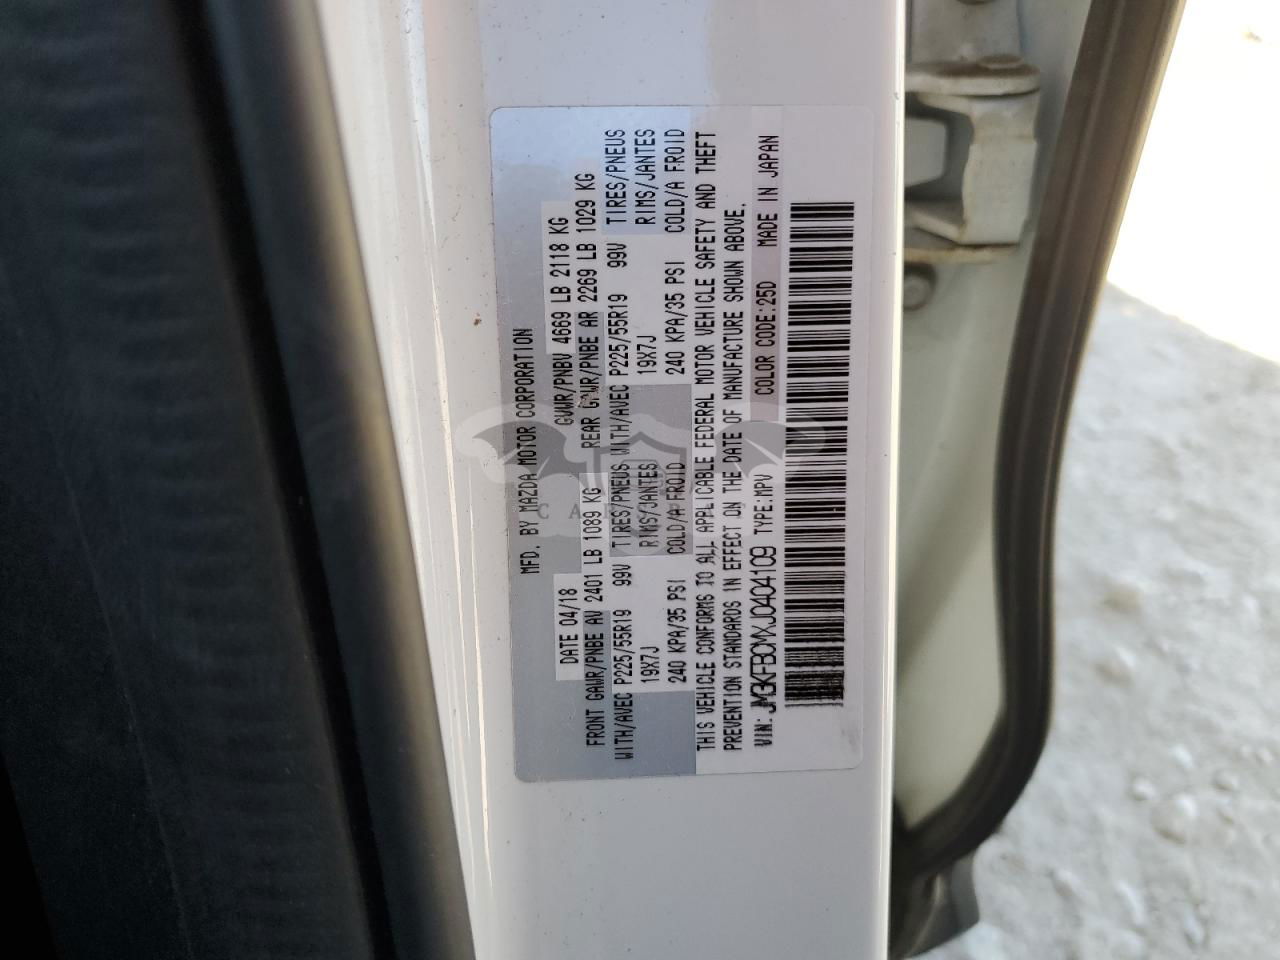 MFD. BY MAZDA MOTOR CORPORATION
DATE 04/18 GVWR/PNBV 4669 LB 2118 KG
FRONT GAWR/PNBE AV 2401 LB 1089 KG REAR GAWR/PNBE AR 2269 LB 1029 KG
WITH/AVEC P225/55R19 99V TIRES/PNEUS WITH/AVEC P225/55R19 99V TIRES/PNEUS
19X7J RIMS/JANTES 19X7J RIMS/JANTES
240 KPA/35 PSI COLD/A FROID 240 KPA/35 PSI COLD/A FROID
THIS VEHICLE CONFORMS TO ALL APPLICABLE FEDERAL MOTOR VEHICLE SAFETY AND THEFT
PREVENTION STANDARDS IN EFFECT ON THE DATE OF MANUFACTURE SHOWN ABOVE.
VIN: JM3KFBCMXJ0404109 TYPE:MPV COLOR CODE:25D MADE IN JAPAN